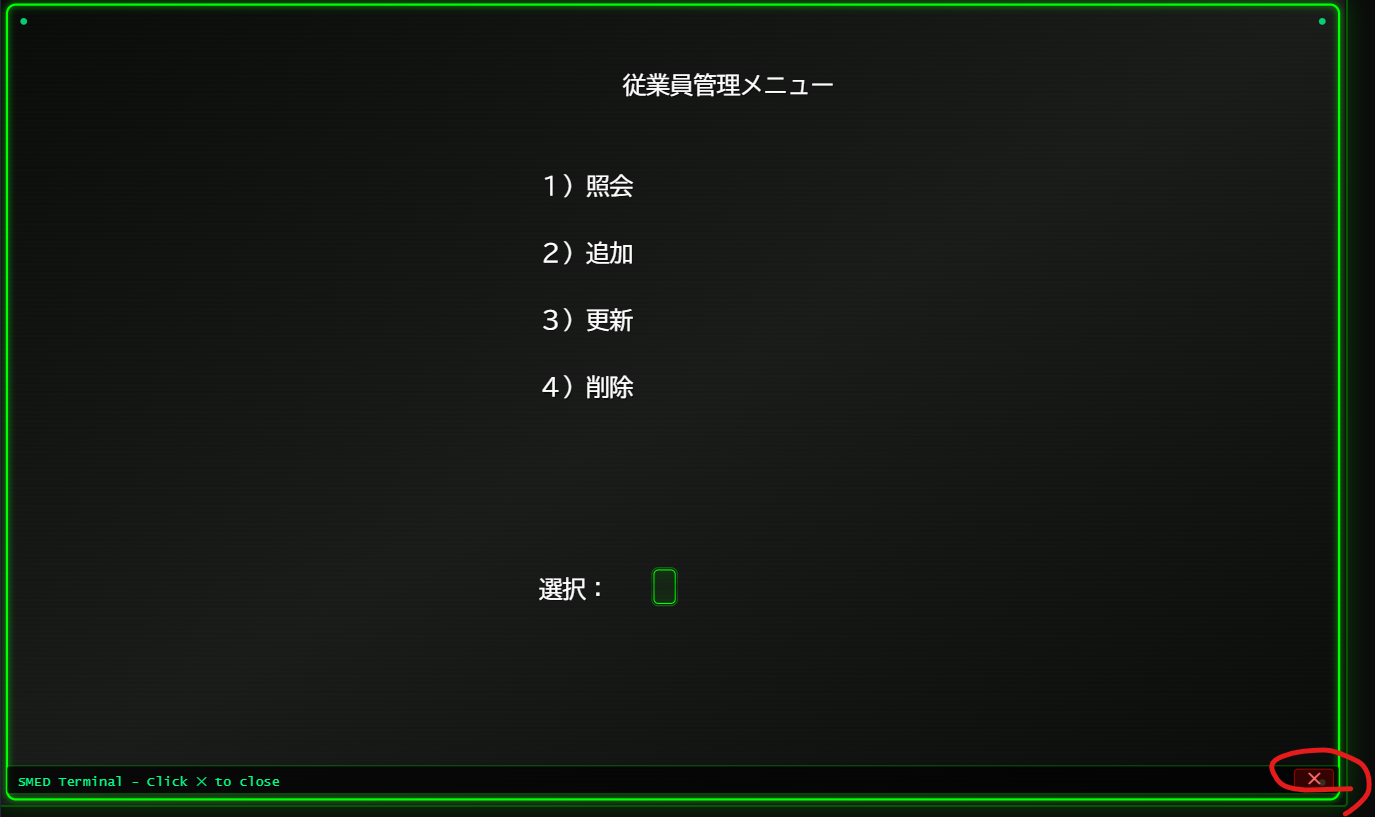 従業員管理メニュー
１）照会
２）追加
３）更新
４）削除
選択：
SMED Terminal - Click × to close ×